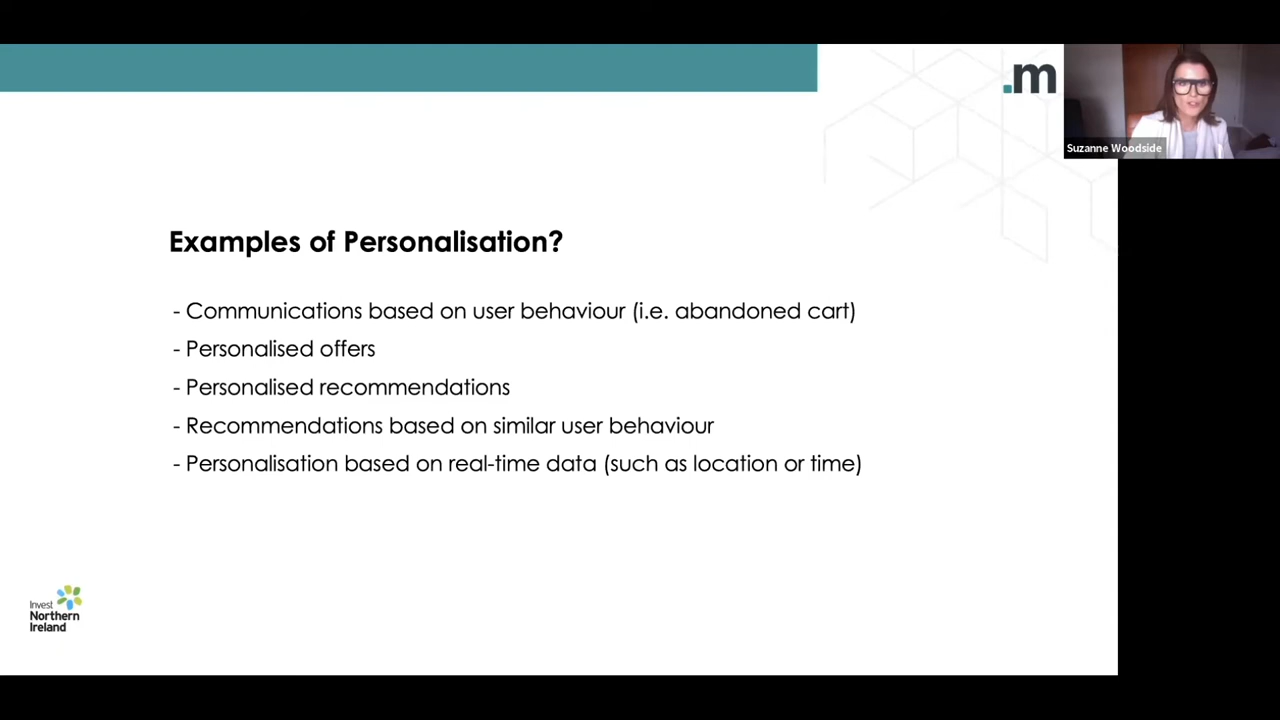 .m
Suzanne Woodside
Examples of Personalisation?
- Communications based on user behaviour (i.e. abandoned cart)
- Personalised offers
- Personalised recommendations
- Recommendations based on similar user behaviour
- Personalisation based on real-time data (such as location or time)
Invest
Northern
Ireland